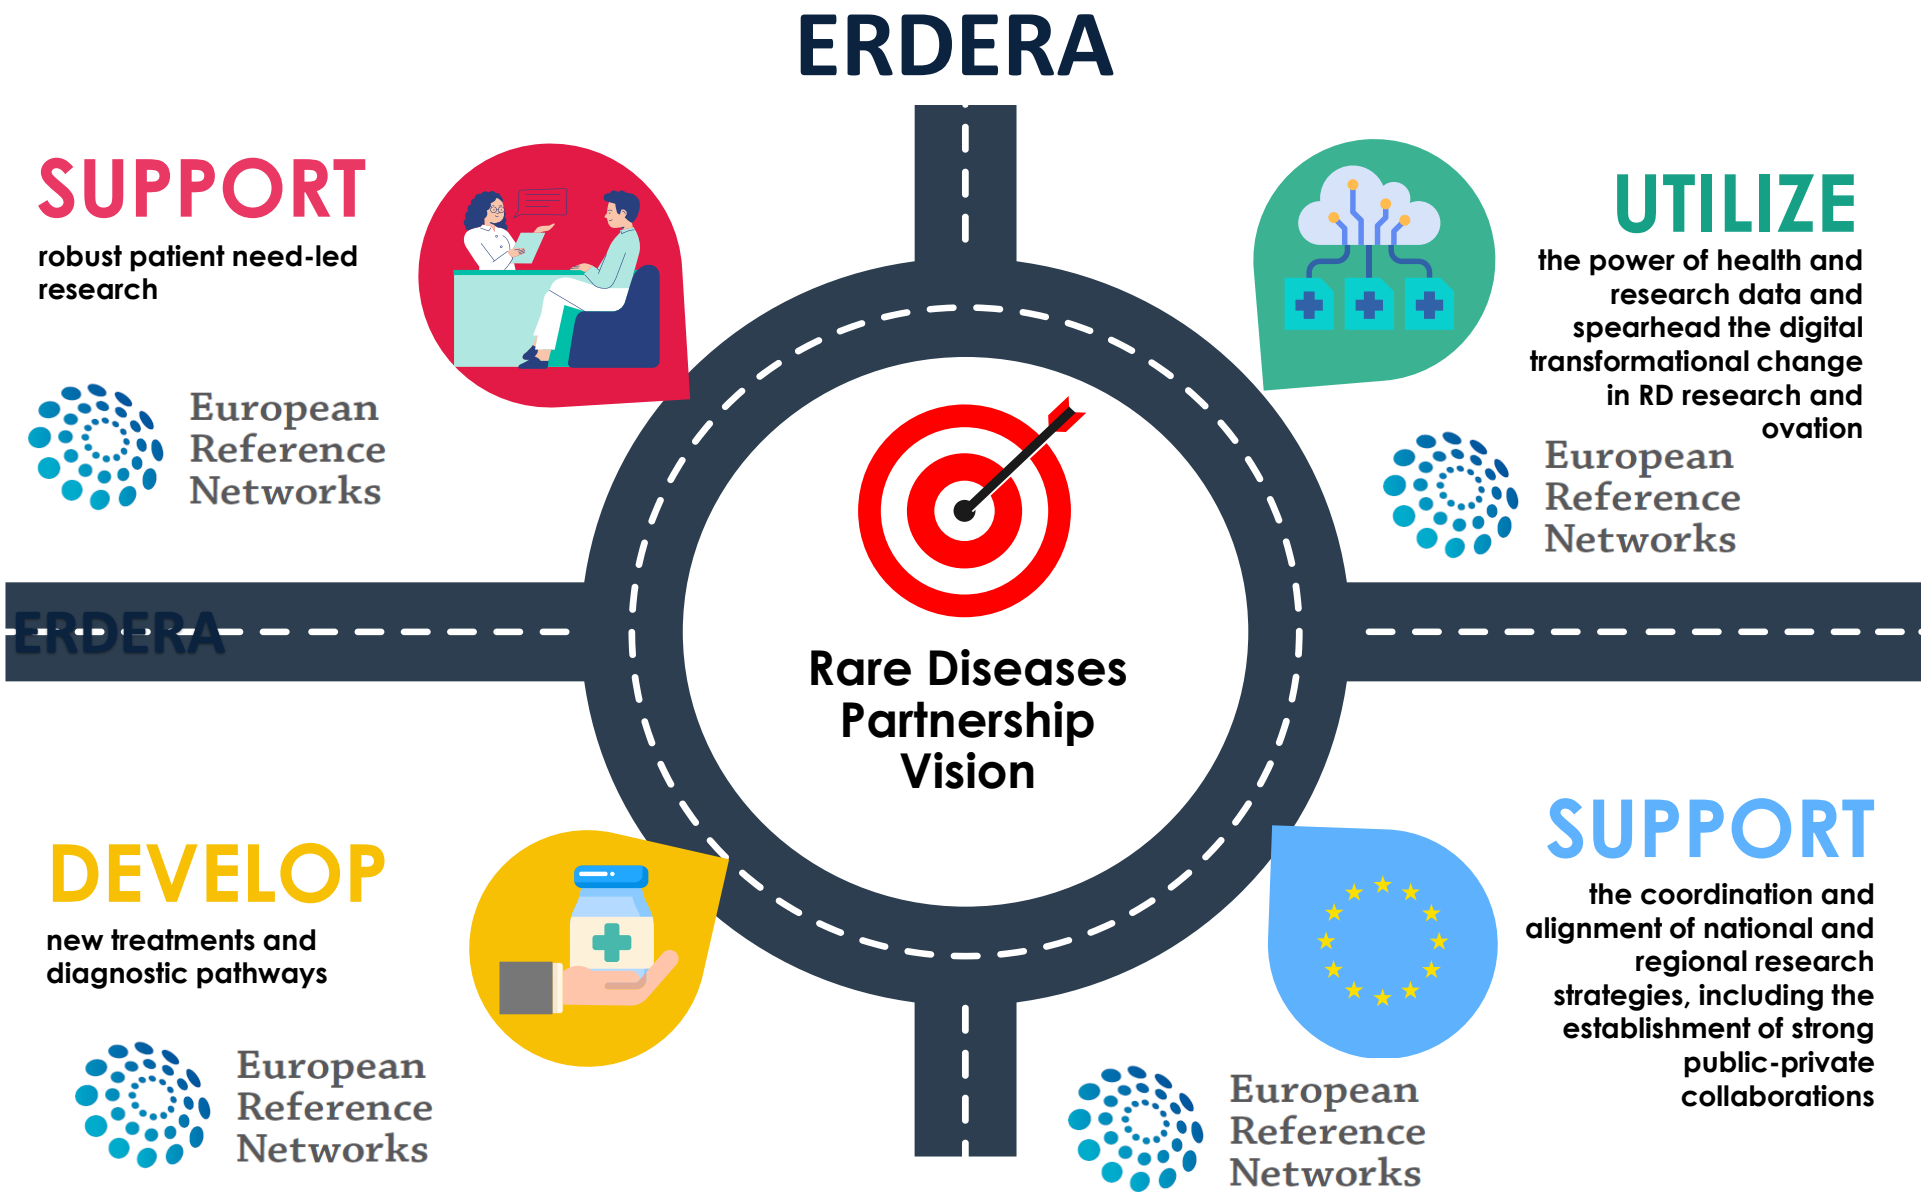 ERDERA
SUPPORT
robust patient need-led
research
European
Reference
Networks
UTILIZE
the power of health and
research data and
spearhead the digital
transformational change
in RD research and
ovation
European
Reference
Networks
ERDERA
Rare Diseases
Partnership
Vision
DEVELOP
new treatments and
diagnostic pathways
European
Reference
Networks
SUPPORT
the coordination and
alignment of national and
regional research
strategies, including the
establishment of strong
public-private
collaborations
European
Reference
Networks